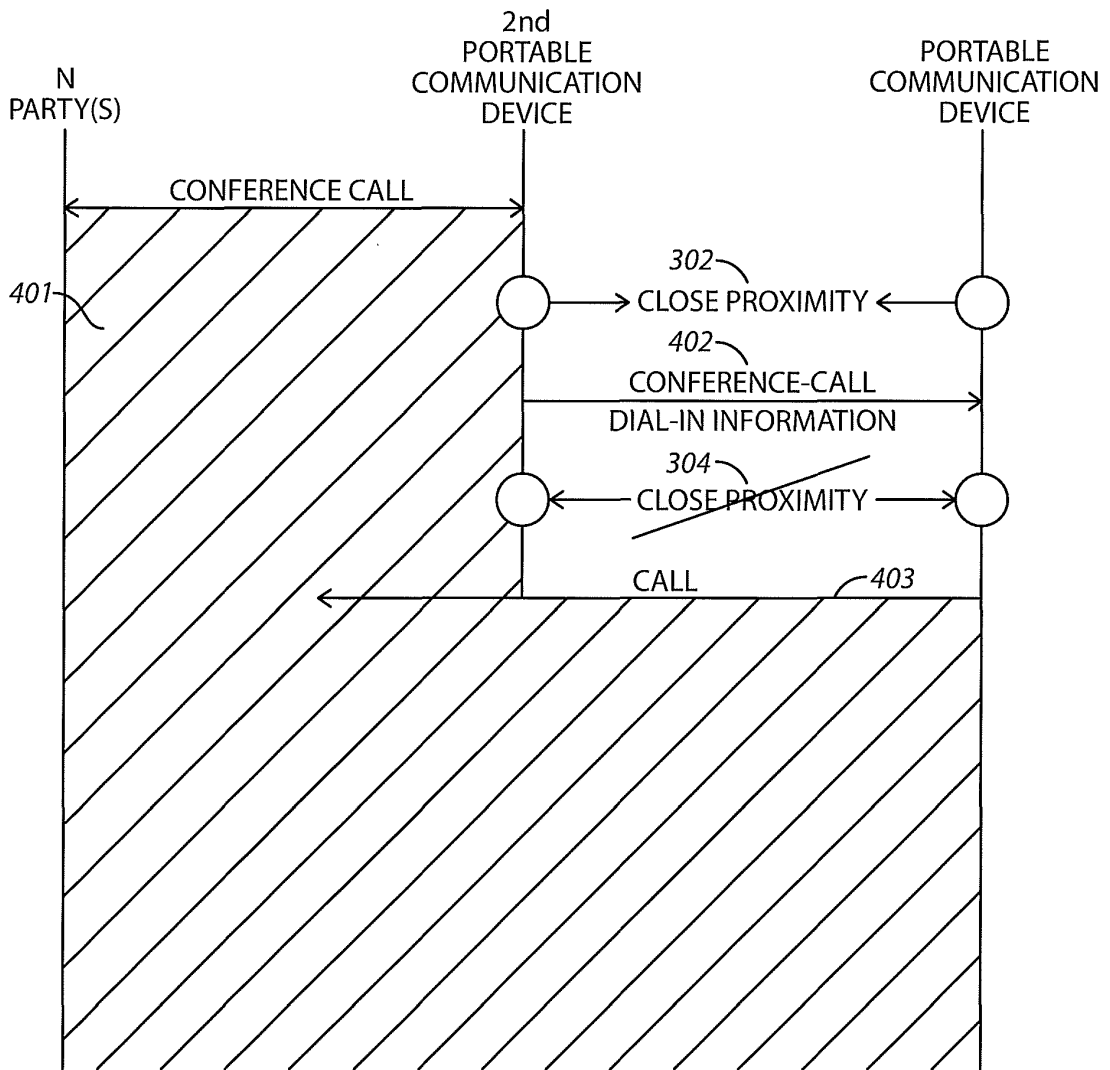 N
PARTY(S)
2nd
PORTABLE
COMMUNICATION
DEVICE
PORTABLE
COMMUNICATION
DEVICE
CONFERENCE CALL
401
302
CLOSE PROXIMITY
402
CONFERENCE-CALL
DIAL-IN INFORMATION
304
CLOSE PROXIMITY
CALL
403